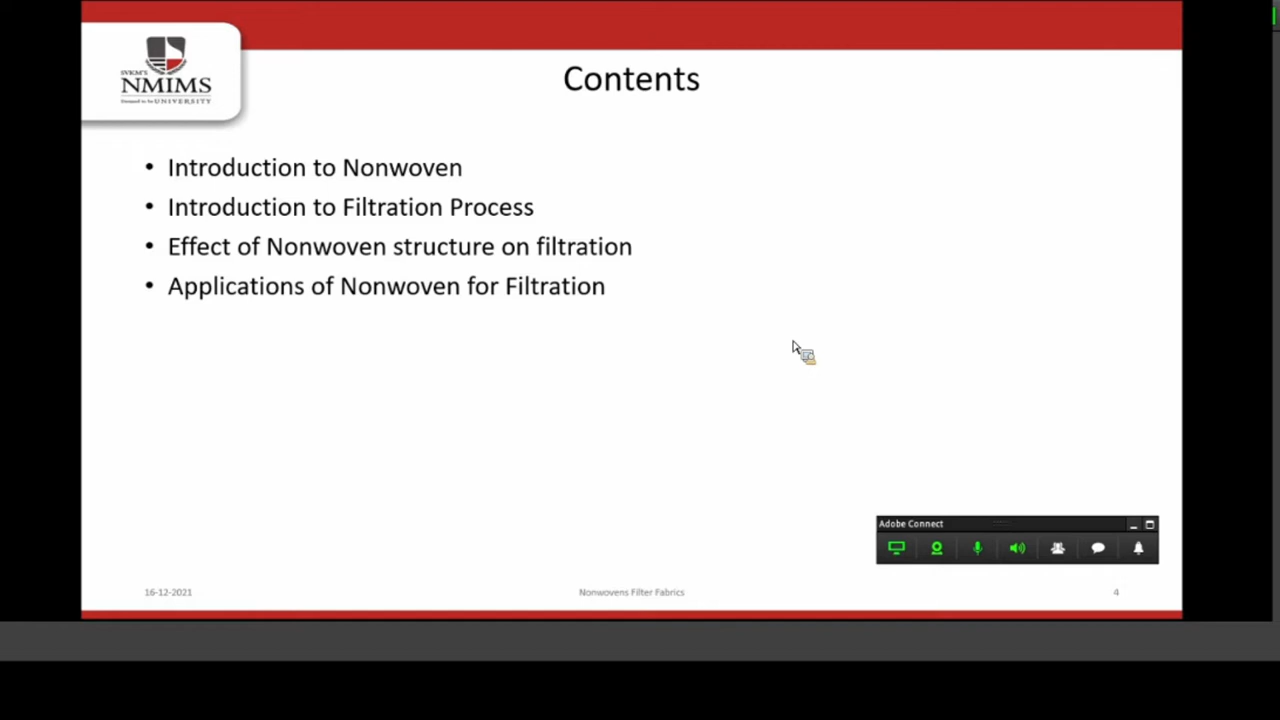 SVKM'S
NMIMS
Deemed to be UNIVERSITY
Contents
• Introduction to Nonwoven
• Introduction to Filtration Process
• Effect of Nonwoven structure on filtration
• Applications of Nonwoven for Filtration
Adobe Connect
16-12-2021
Nonwovens Filter Fabrics
4